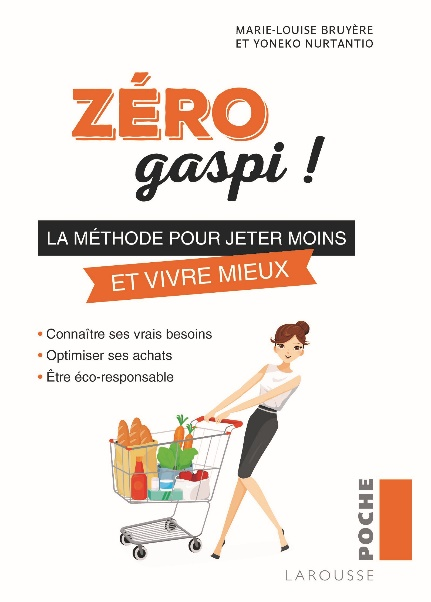 MARIE-LOUISE BRUYÈRE
ET YONEKO NURTANTIO
ZÉRO
gaspi !
LA MÉTHODE POUR JETER MOINS
ET VIVRE MIEUX
• Connaître ses vrais besoins
• Optimiser ses achats
• Être éco-responsable
POCHE
LAROUSSE